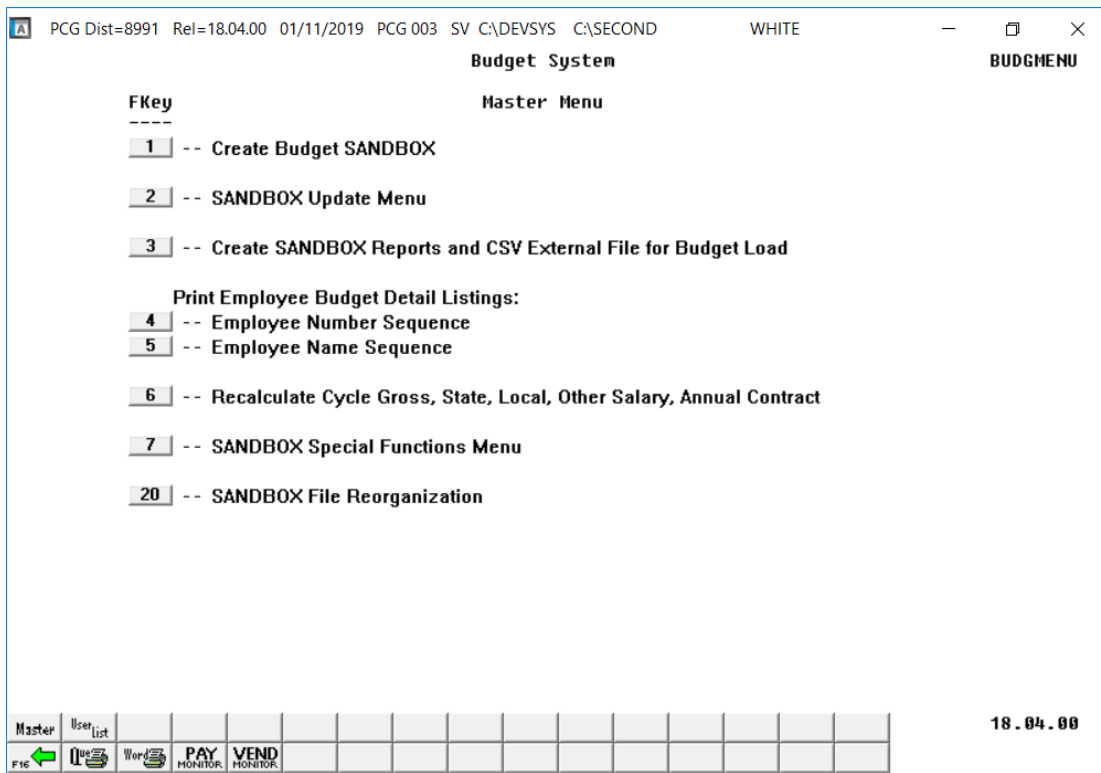 A PCG Dist=8991 Rel=18.04.00 01/11/2019 PCG 003 SV C:\DEVSYS C:\SECOND WHITE
Budget System BUDGMENU
FKey Master Menu
----
1 -- Create Budget SANDBOX
2 -- SANDBOX Update Menu
3 -- Create SANDBOX Reports and CSV External File for Budget Load
Print Employee Budget Detail Listings:
4 -- Employee Number Sequence
5 -- Employee Name Sequence
6 -- Recalculate Cycle Gross, State, Local, Other Salary, Annual Contract
7 -- SANDBOX Special Functions Menu
20 -- SANDBOX File Reorganization
Master User List 18.04.00
F16 Que Word PAY MONITOR VEND MONITOR